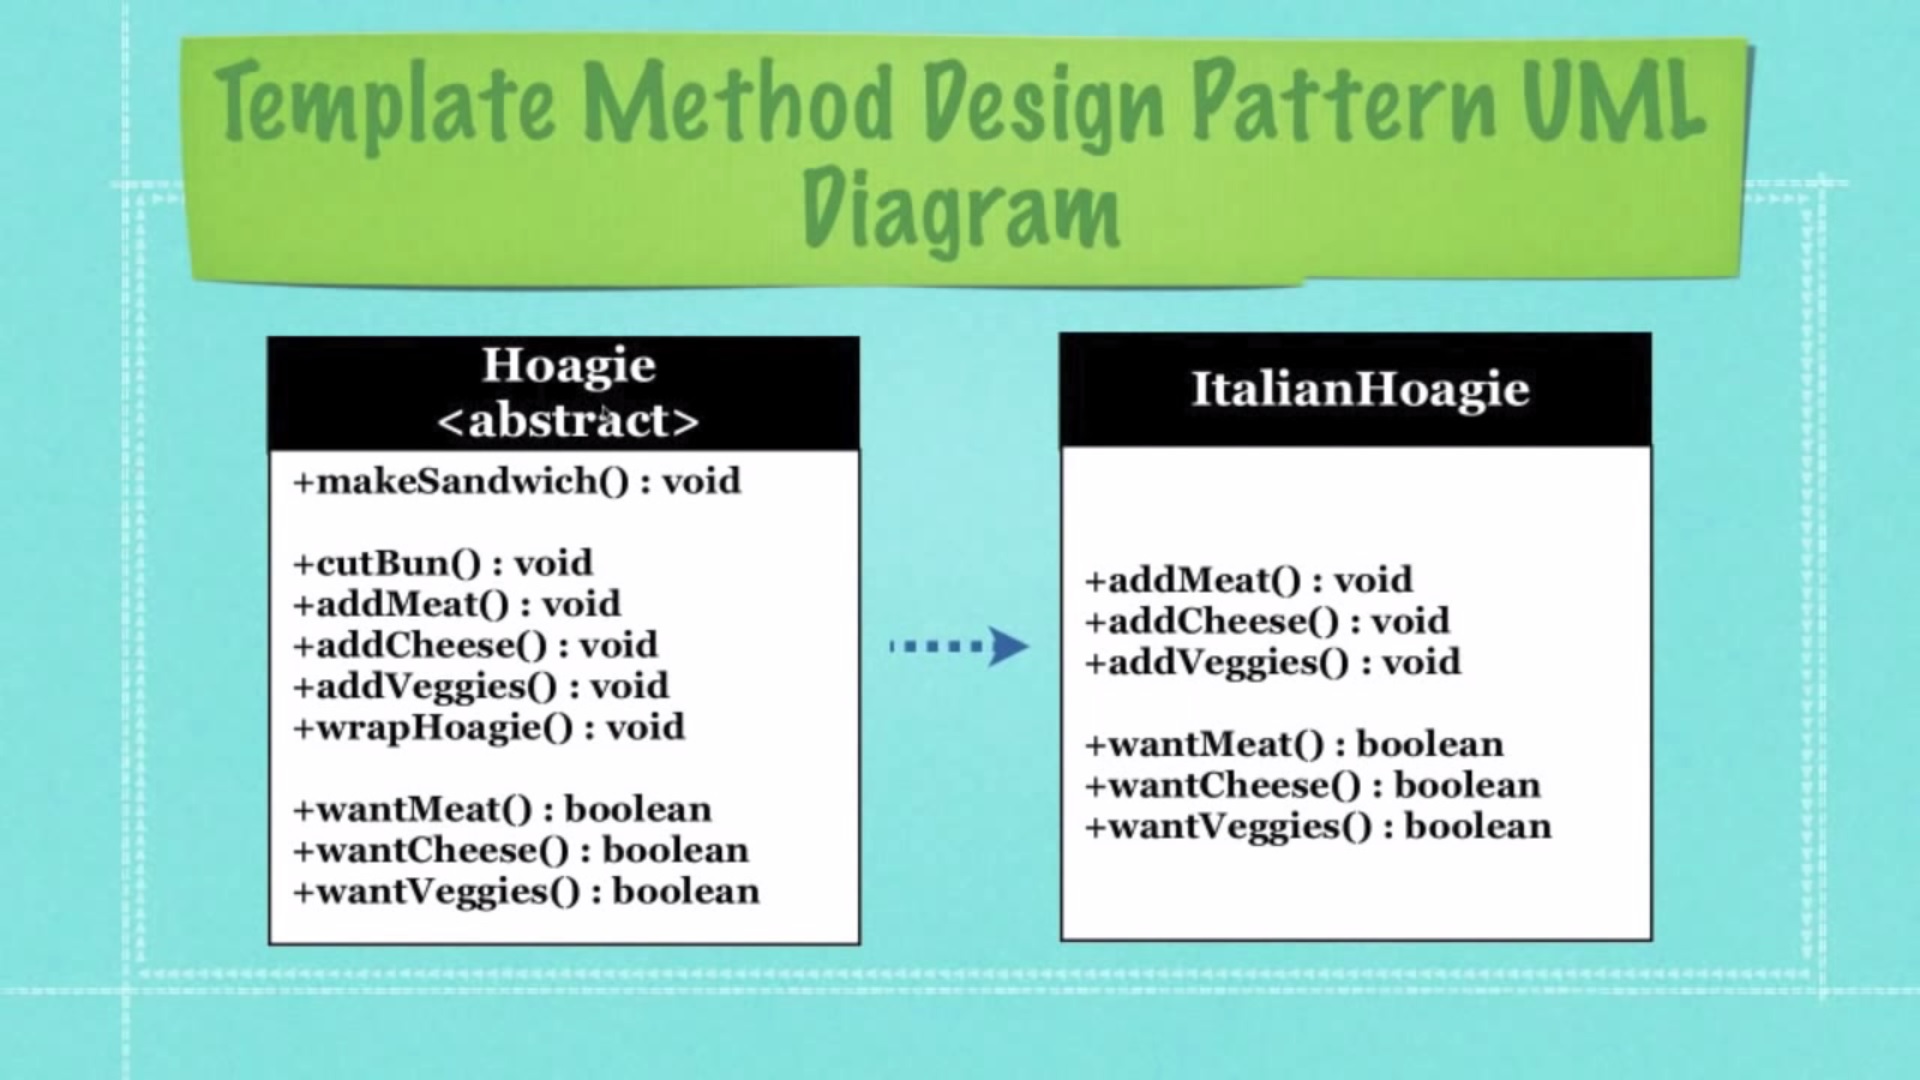 Template Method Design Pattern UML
Diagram
Hoagie
<abstract>
+makeSandwich() : void
+cutBun() : void
+addMeat() : void
+addCheese() : void
+addVeggies() : void
+wrapHoagie() : void
+wantMeat() : boolean
+wantCheese() : boolean
+wantVeggies() : boolean
ItalianHoagie
+addMeat() : void
+addCheese() : void
+addVeggies() : void
+wantMeat() : boolean
+wantCheese() : boolean
+wantVeggies() : boolean